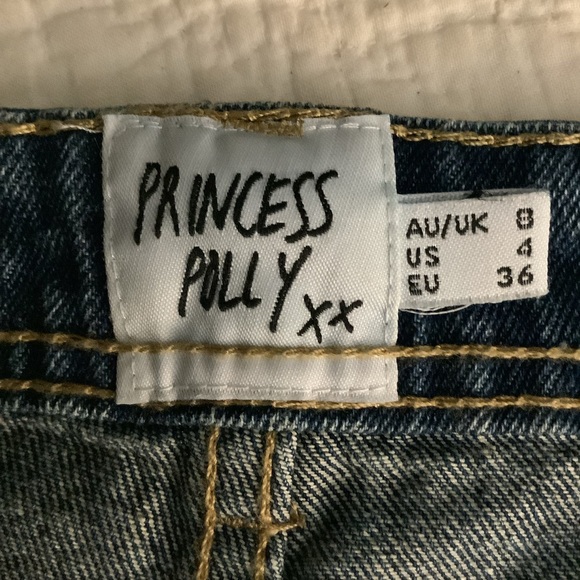 PRINCESS
POLLY
xx
AU/UK 8
US 4
EU 36